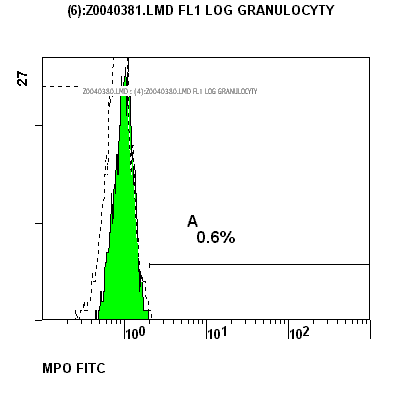 (6):Z0040381.LMD FL1 LOG GRANULOCYTY
27
Z0040380.LMD : (4):Z0040380.LMD FL1 LOG GRANULOCYTY
A
0.6%
10⁰ 10¹ 10²
MPO FITC